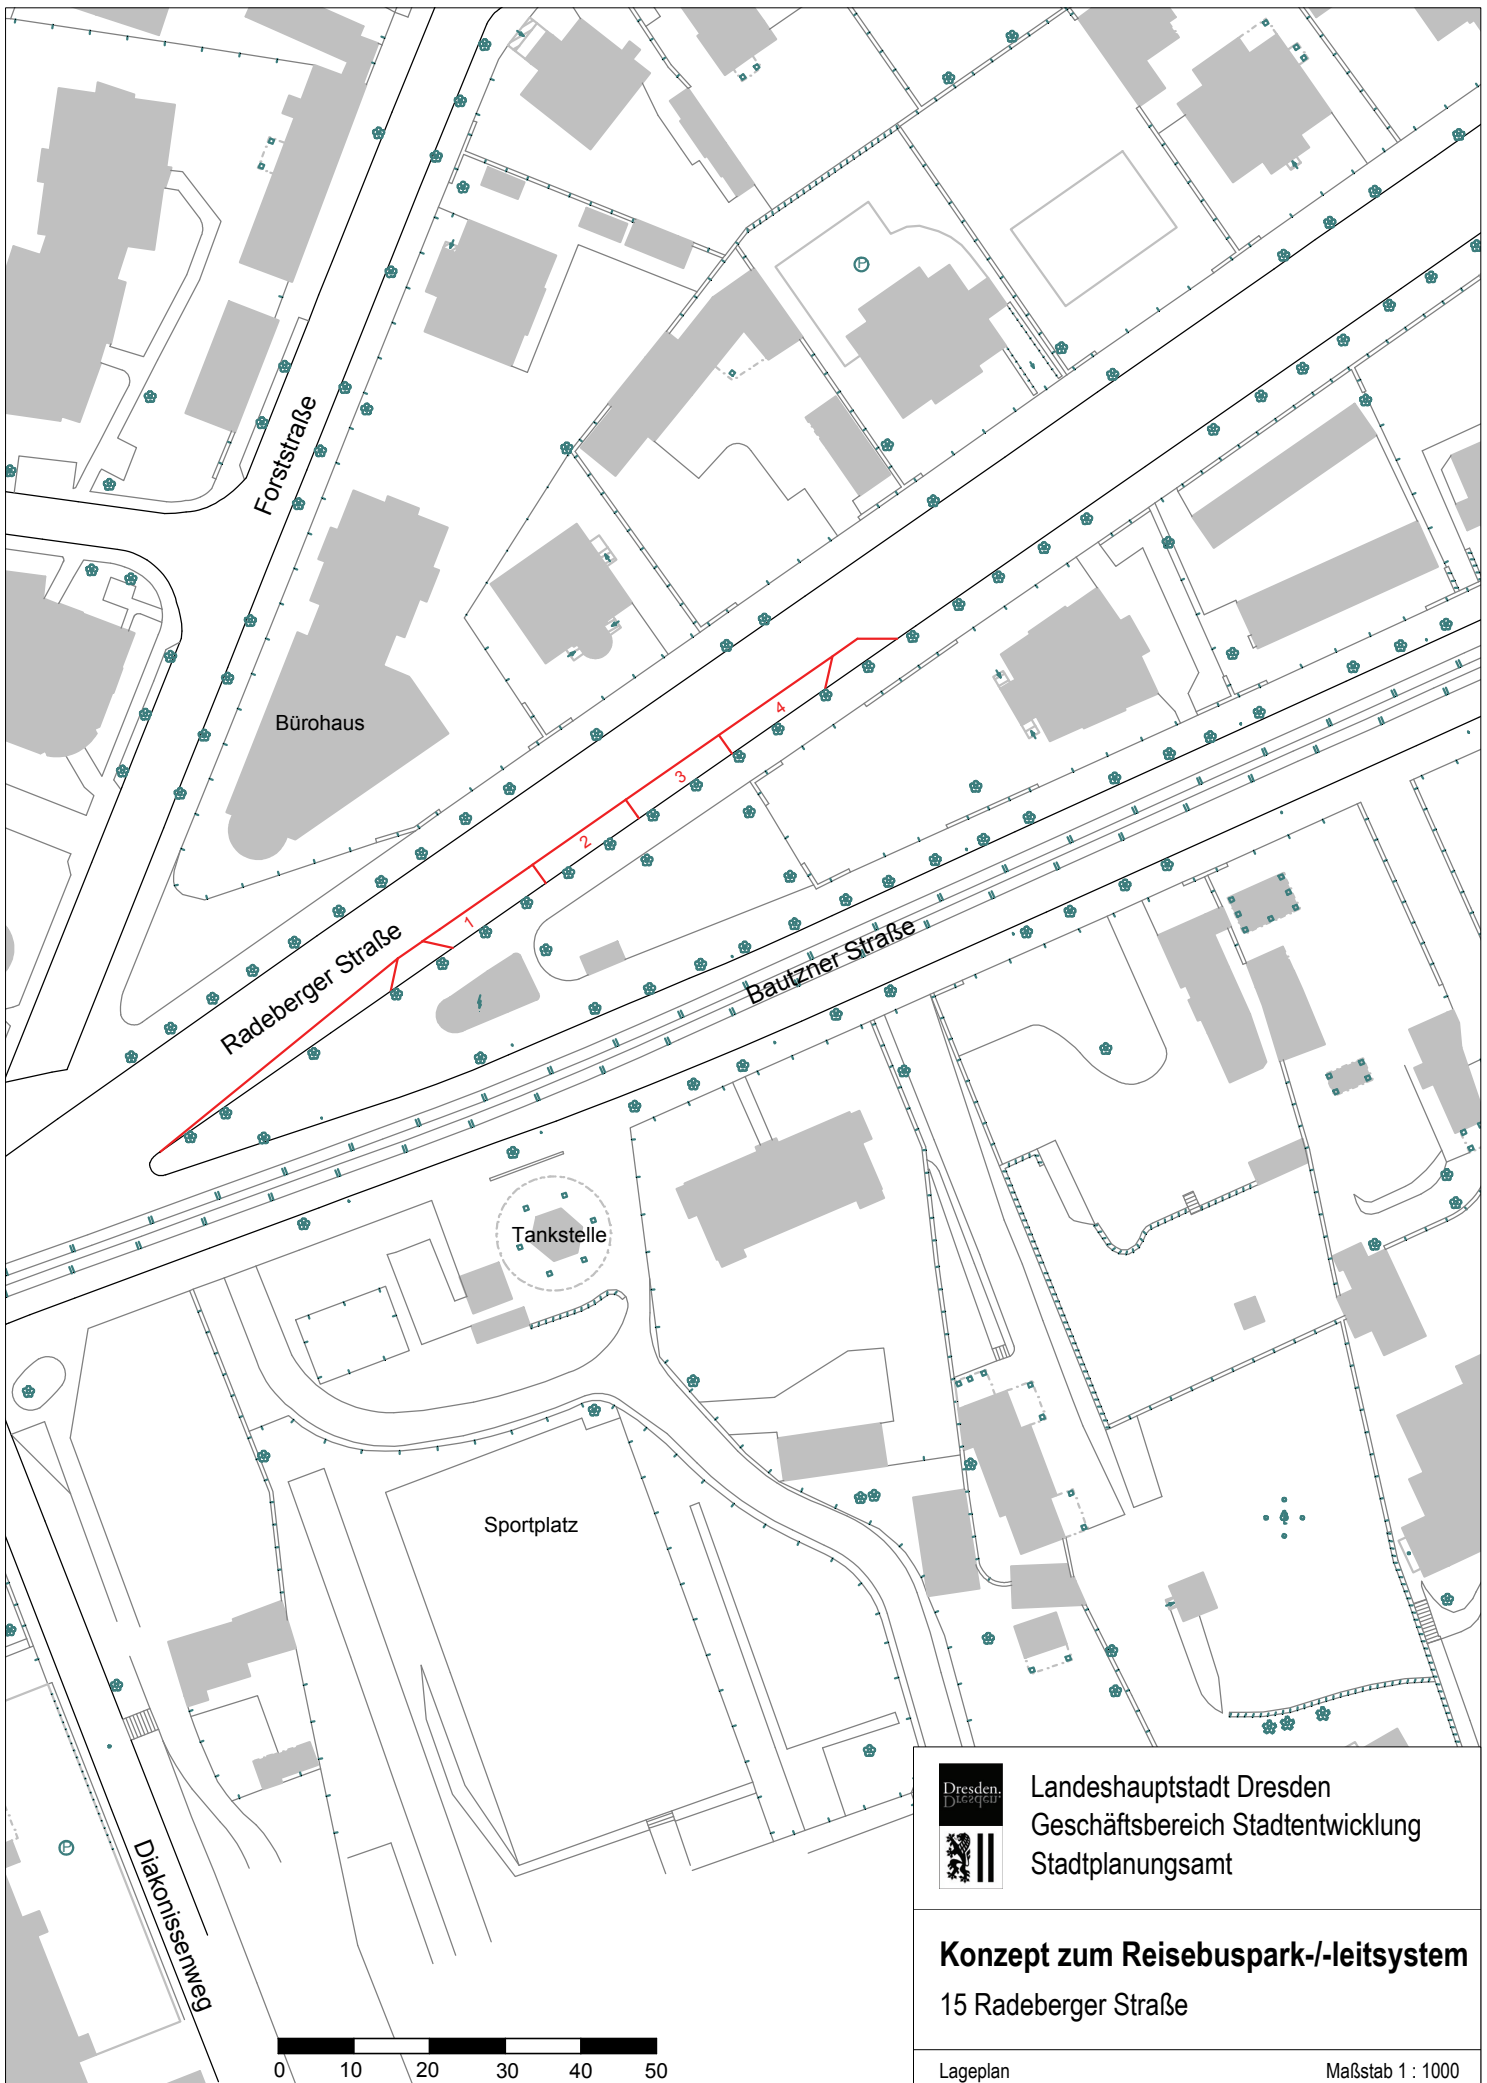 Forststraße
Bürohaus
4
3
2
1
Radeberger Straße
Bautzner Straße
Tankstelle
Sportplatz
Diakonissenweg
P
P
0 10 20 30 40 50
Dresden.
Dresden.
Landeshauptstadt Dresden
Geschäftsbereich Stadtentwicklung
Stadtplanungsamt
Konzept zum Reisebuspark-/-leitsystem
15 Radeberger Straße
Lageplan Maßstab 1 : 1000